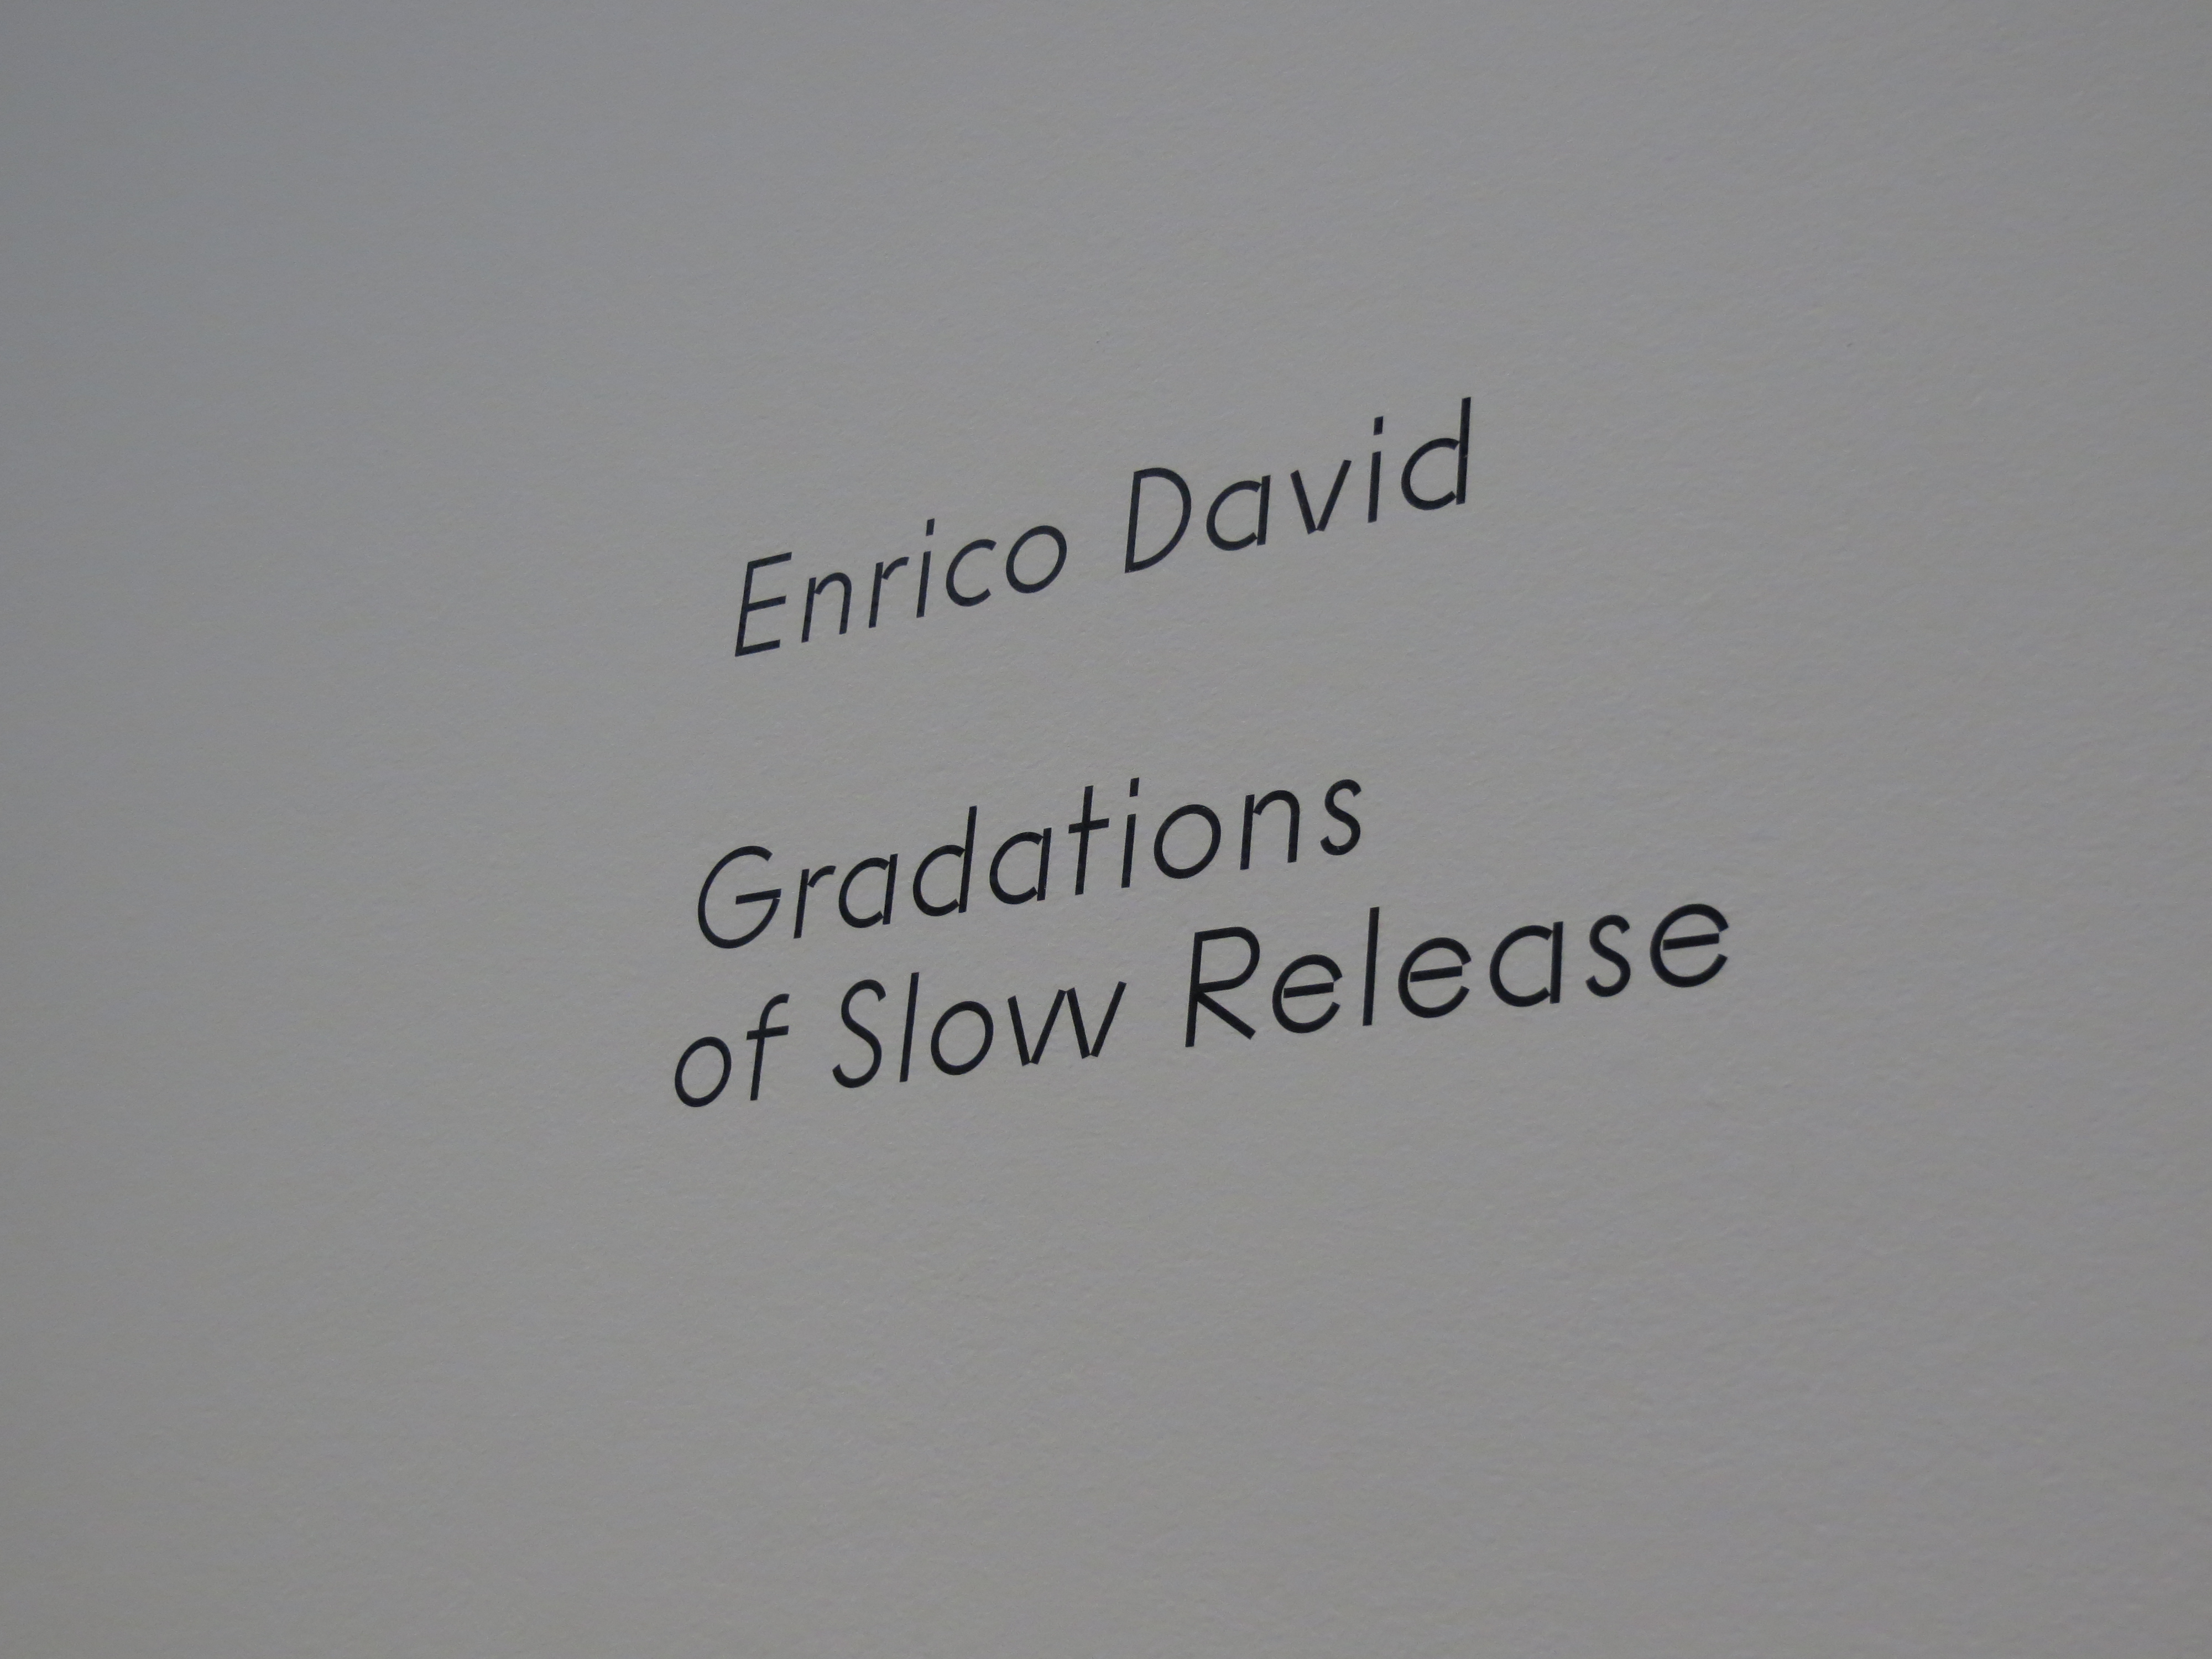 Enrico David
Gradations
of Slow Release